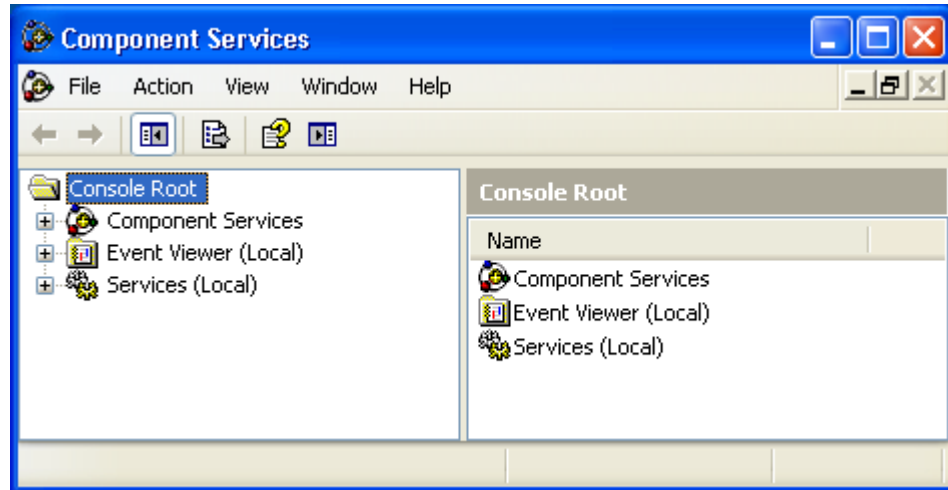 Component Services
File Action View Window Help
Console Root
Component Services
Event Viewer (Local)
Services (Local)
Console Root
Name
Component Services
Event Viewer (Local)
Services (Local)